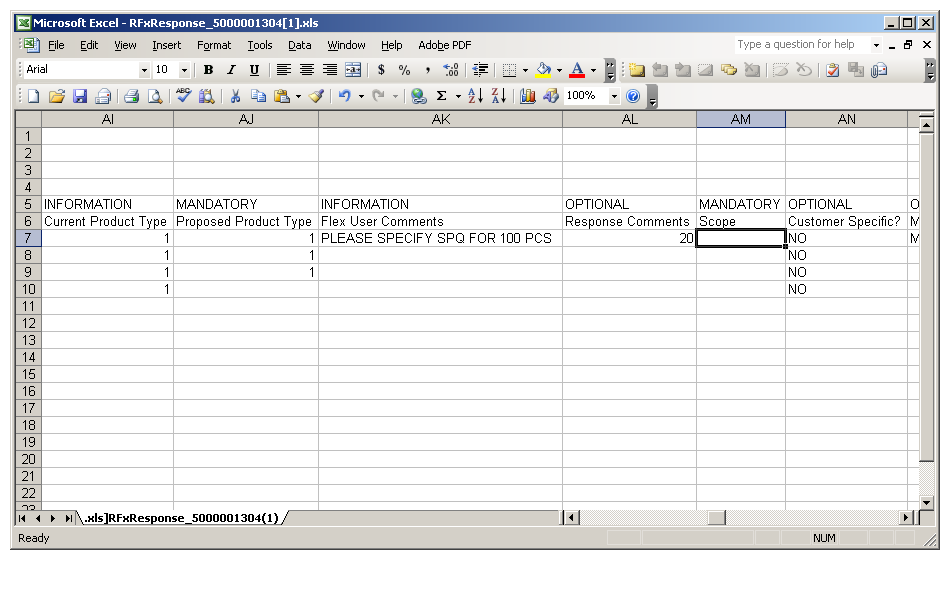 Microsoft Excel - RFxResponse_5000001304[1].xls
File Edit View Insert Format Tools Data Window Help Adobe PDF Type a question for help
Arial 10 B I U $ % ,
ABC Σ A Z Z A 100% ?
AI AJ AK AL AM AN
1
2
3
4
5 INFORMATION MANDATORY INFORMATION OPTIONAL MANDATORY OPTIONAL O
6 Current Product Type Proposed Product Type Flex User Comments Response Comments Scope Customer Specific? M
7 1 1 PLEASE SPECIFY SPQ FOR 100 PCS 20 NO M
8 1 1 NO
9 1 1 NO
10 1 NO
11
12
13
14
15
16
17
18
19
20
21
22
23
.xls]RFxResponse_5000001304(1)
Ready NUM